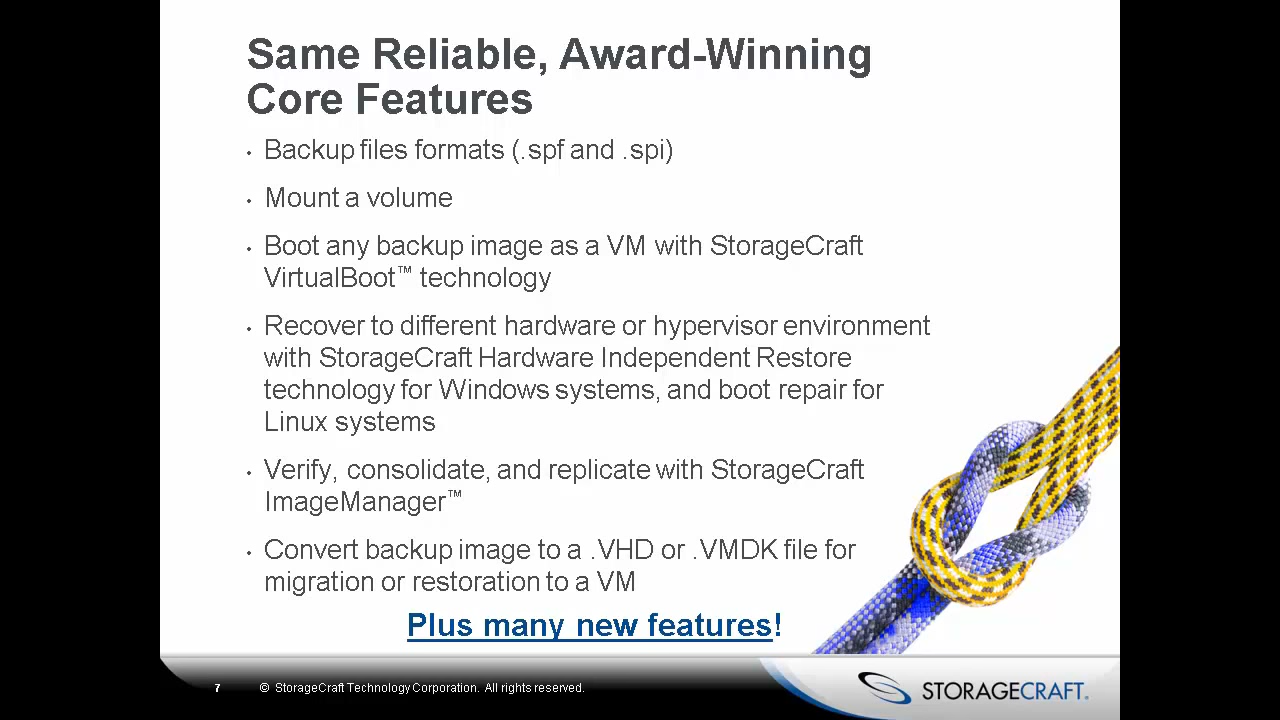 Same Reliable, Award-Winning
Core Features
• Backup files formats (.spf and .spi)
• Mount a volume
• Boot any backup image as a VM with StorageCraft
VirtualBoot™ technology
• Recover to different hardware or hypervisor environment
with StorageCraft Hardware Independent Restore
technology for Windows systems, and boot repair for
Linux systems
• Verify, consolidate, and replicate with StorageCraft
ImageManager™
• Convert backup image to a .VHD or .VMDK file for
migration or restoration to a VM
Plus many new features!
7 © StorageCraft Technology Corporation. All rights reserved.
STORAGECRAFT.